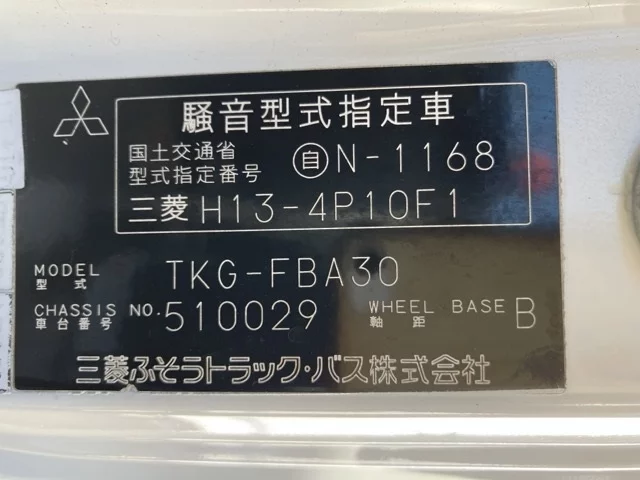 騒音型式指定車
国土交通省
型式指定番号 自N-1168
三菱 H13-4P10F1
MODEL
型式 TKG-FBA30
CHASSIS NO. 510029 WHEEL BASE B
車台番号 軸距
三菱ふそうトラック・バス株式会社